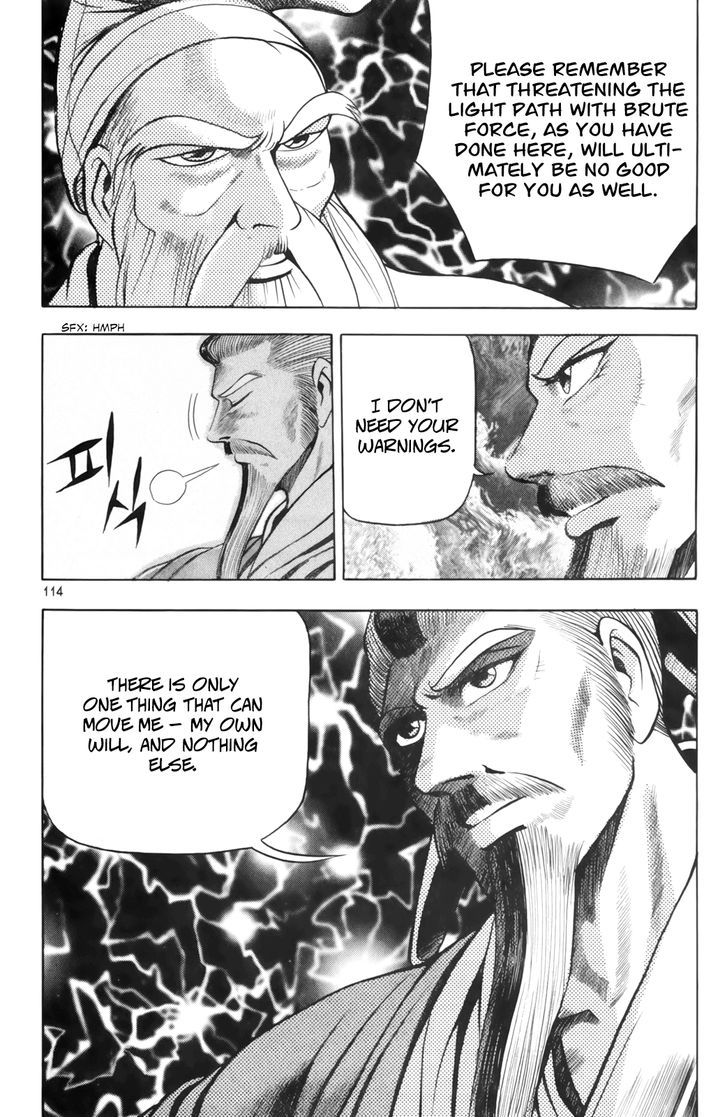 PLEASE REMEMBER
THAT THREATENING THE
LIGHT PATH WITH BRUTE
FORCE, AS YOU HAVE
DONE HERE, WILL ULTI-
MATELY BE NO GOOD
FOR YOU AS WELL.
SFX: HMPH
피식
I DON'T
NEED YOUR
WARNINGS.
114
THERE IS ONLY
ONE THING THAT CAN
MOVE ME – MY OWN
WILL, AND NOTHING
ELSE.